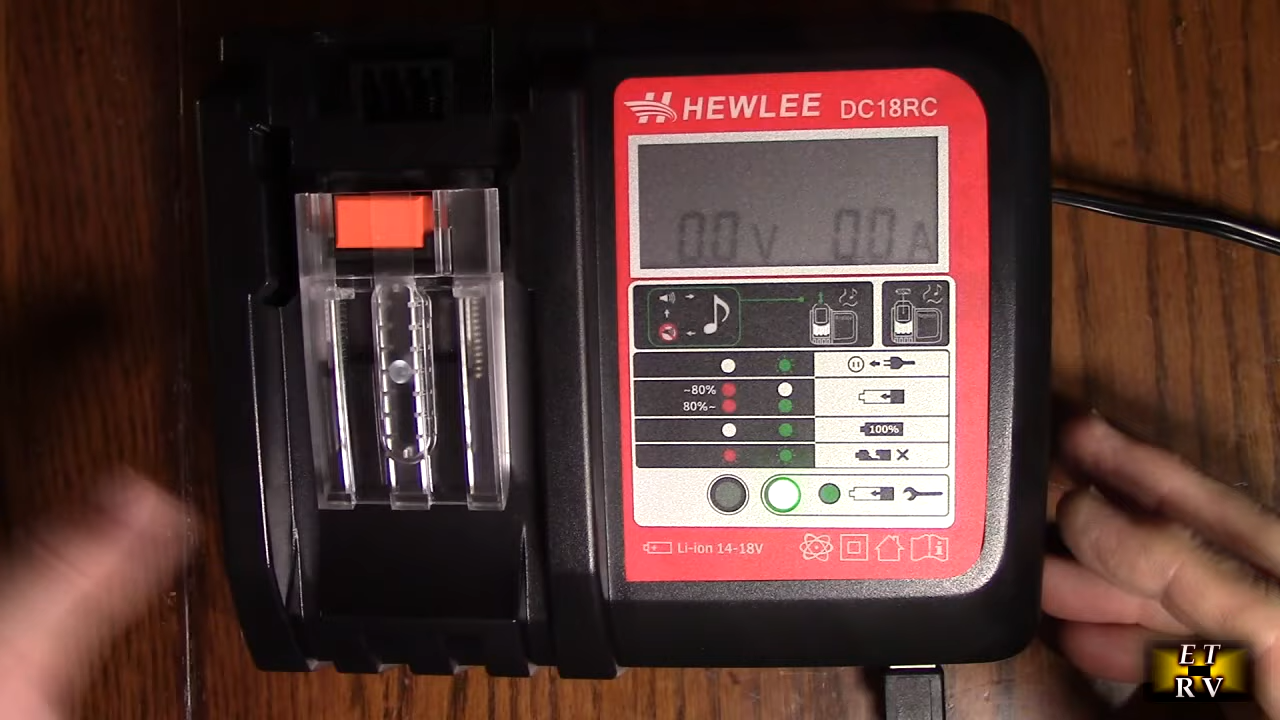 HEWLEE DC18RC
00V 00A
~80%
80%~
100%
Li-ion 14-18V
ET
RV